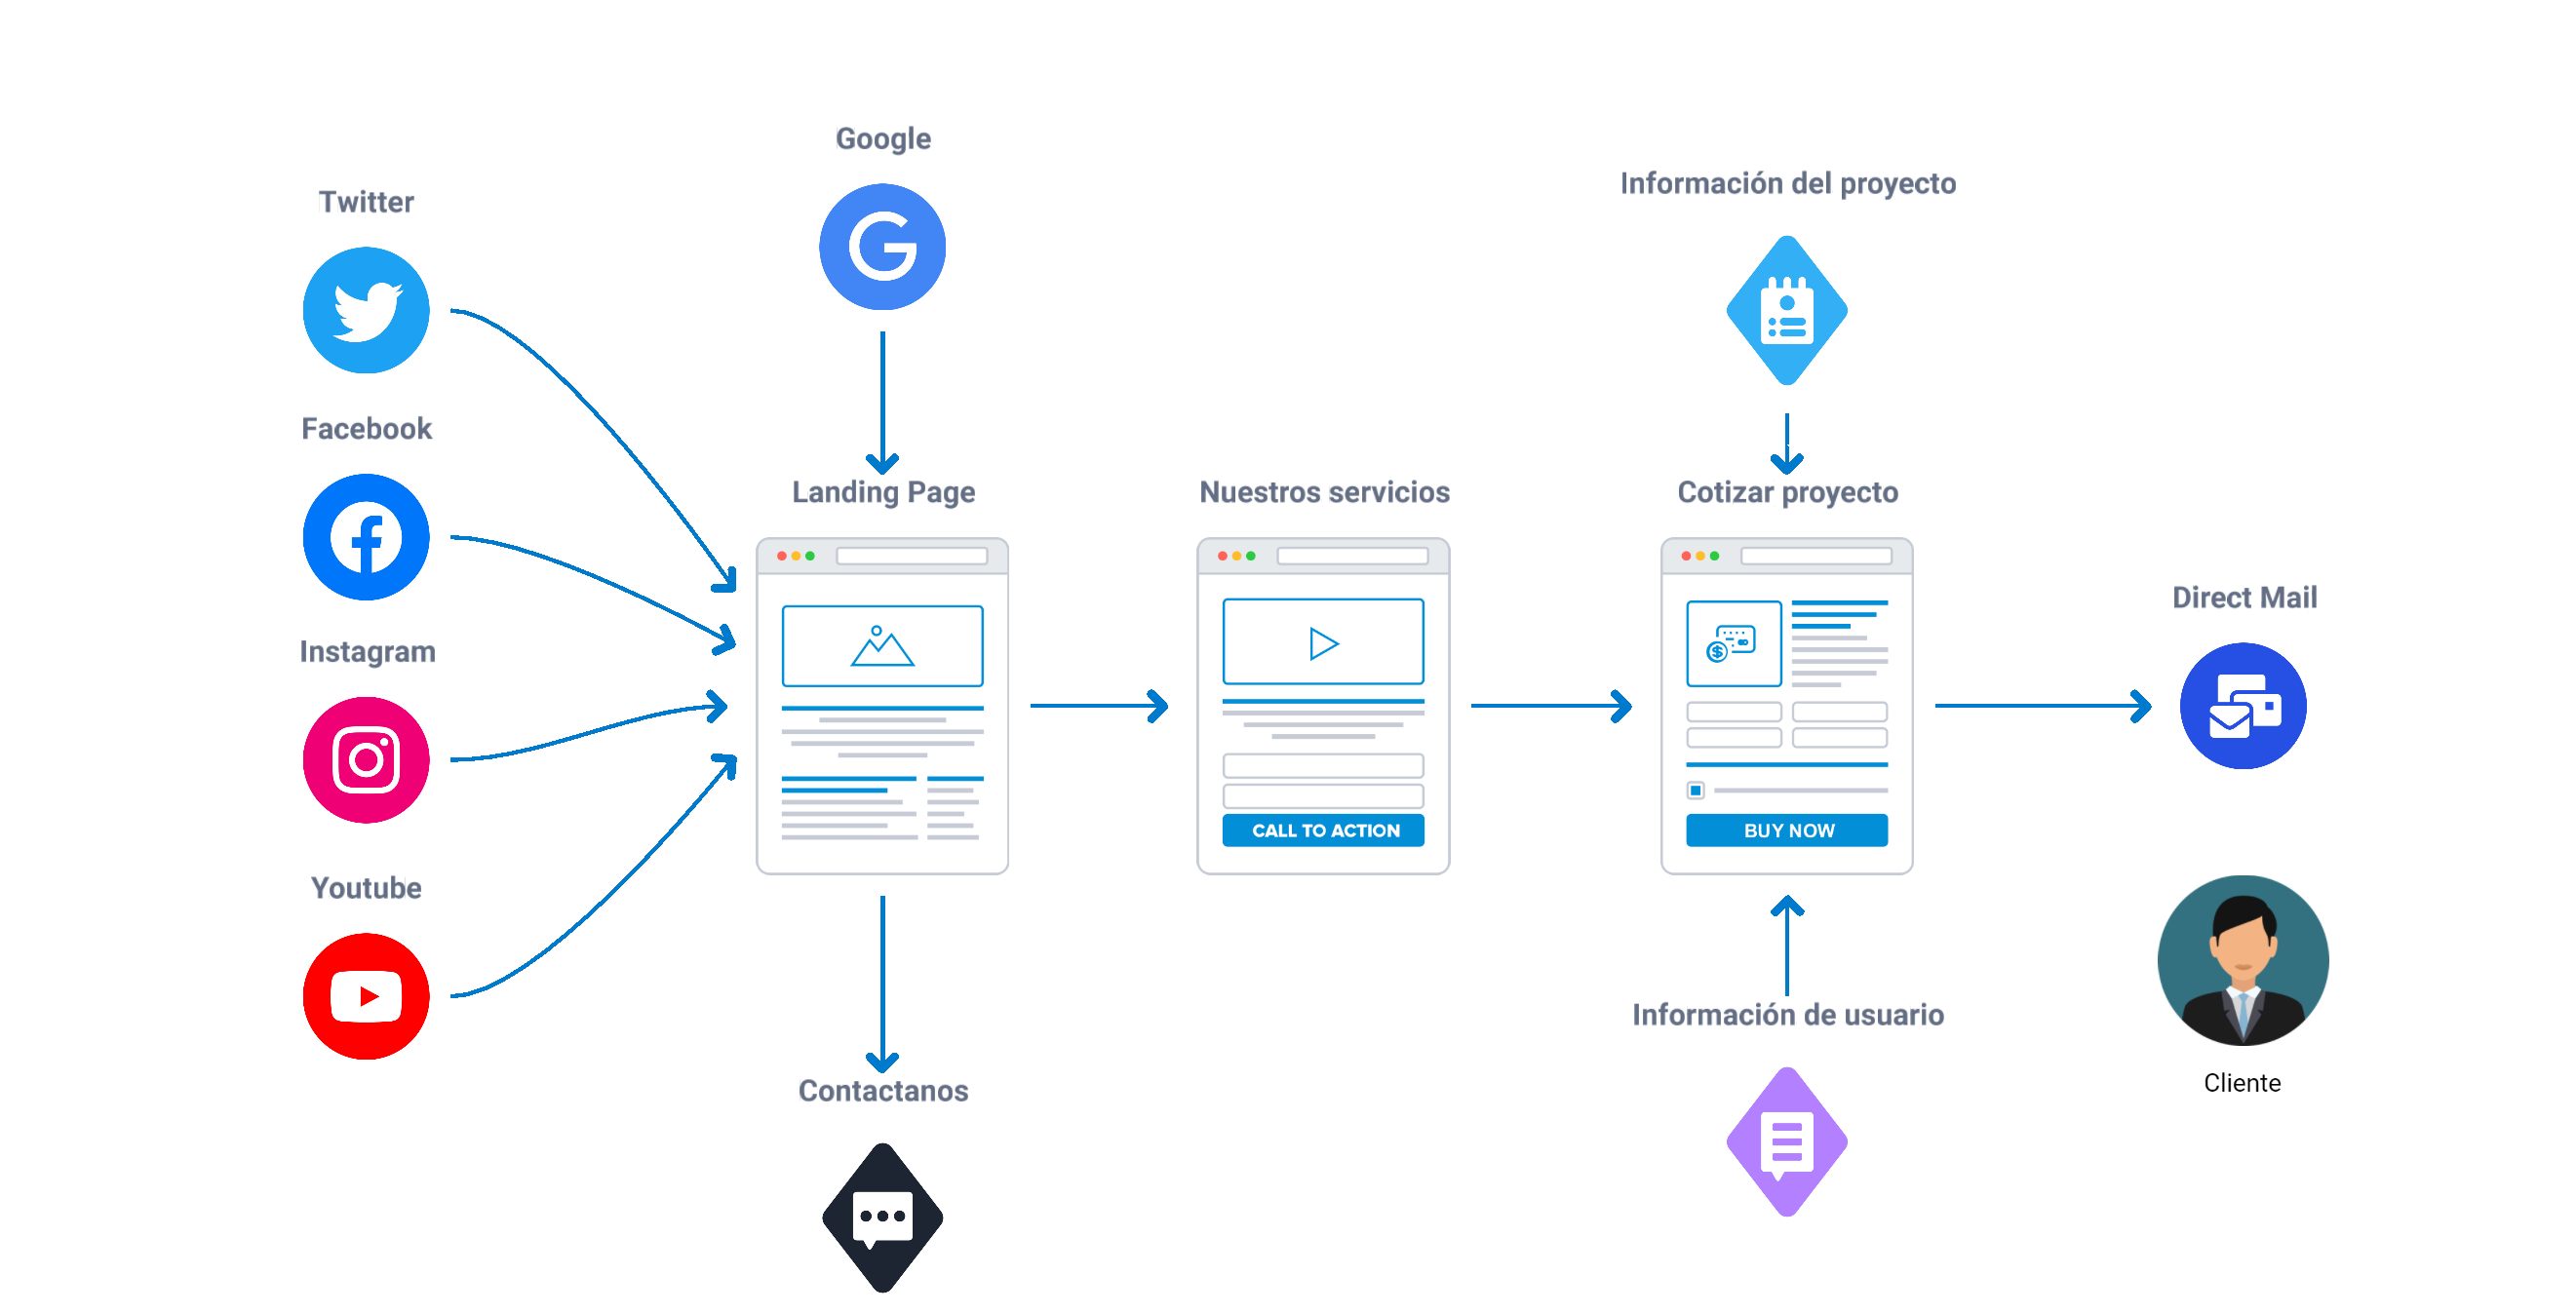 Google
Información del proyecto
Twitter
Facebook
Landing Page
Nuestros servicios
Cotizar proyecto
Direct Mail
Instagram
CALL TO ACTION
BUY NOW
Youtube
Información de usuario
Contactanos
Cliente